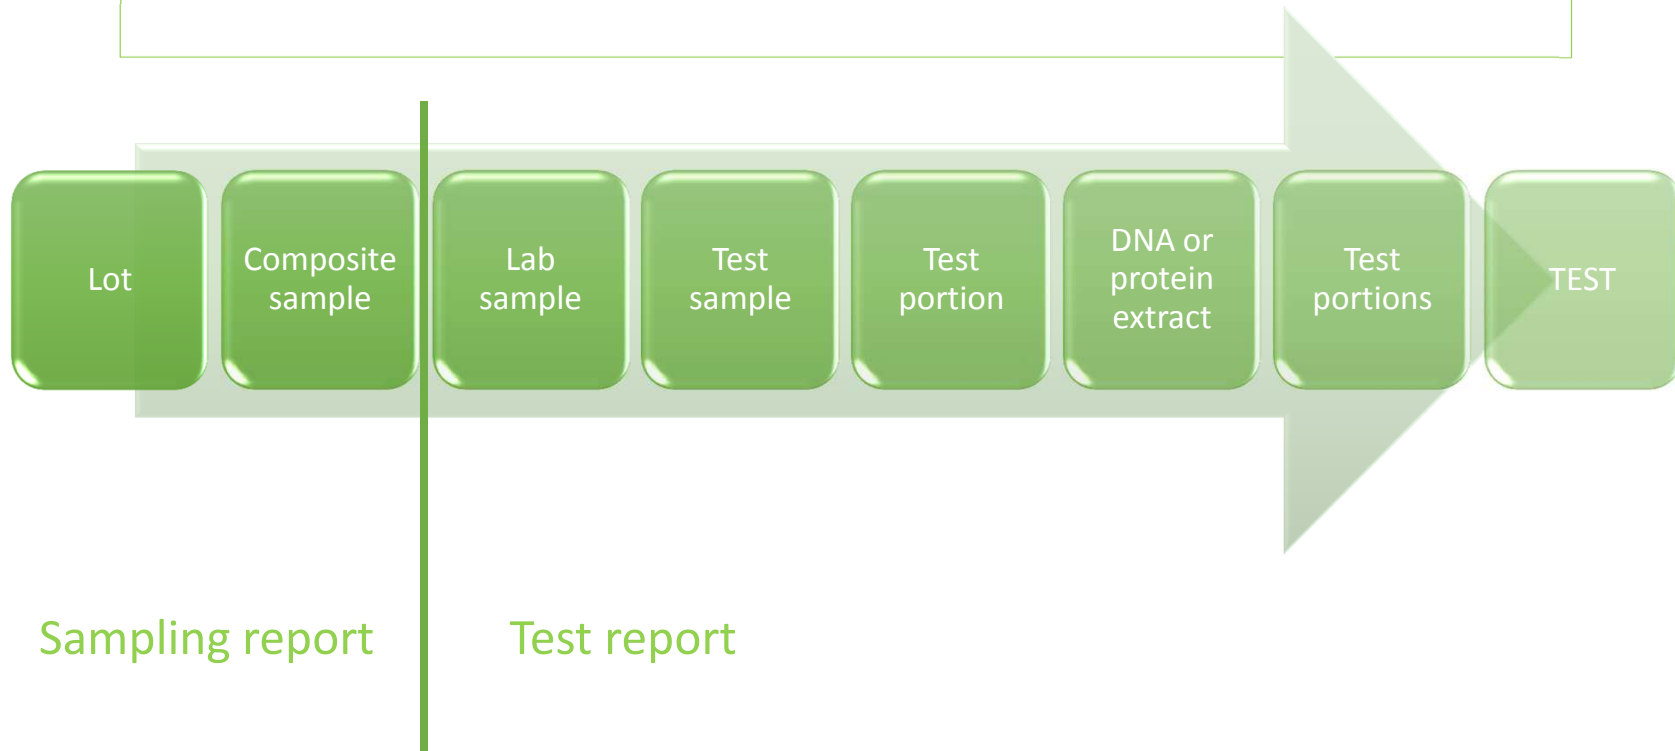 Lot
Composite
sample
Lab
sample
Test
sample
Test
portion
DNA or
protein
extract
Test
portions
TEST
Sampling report
Test report